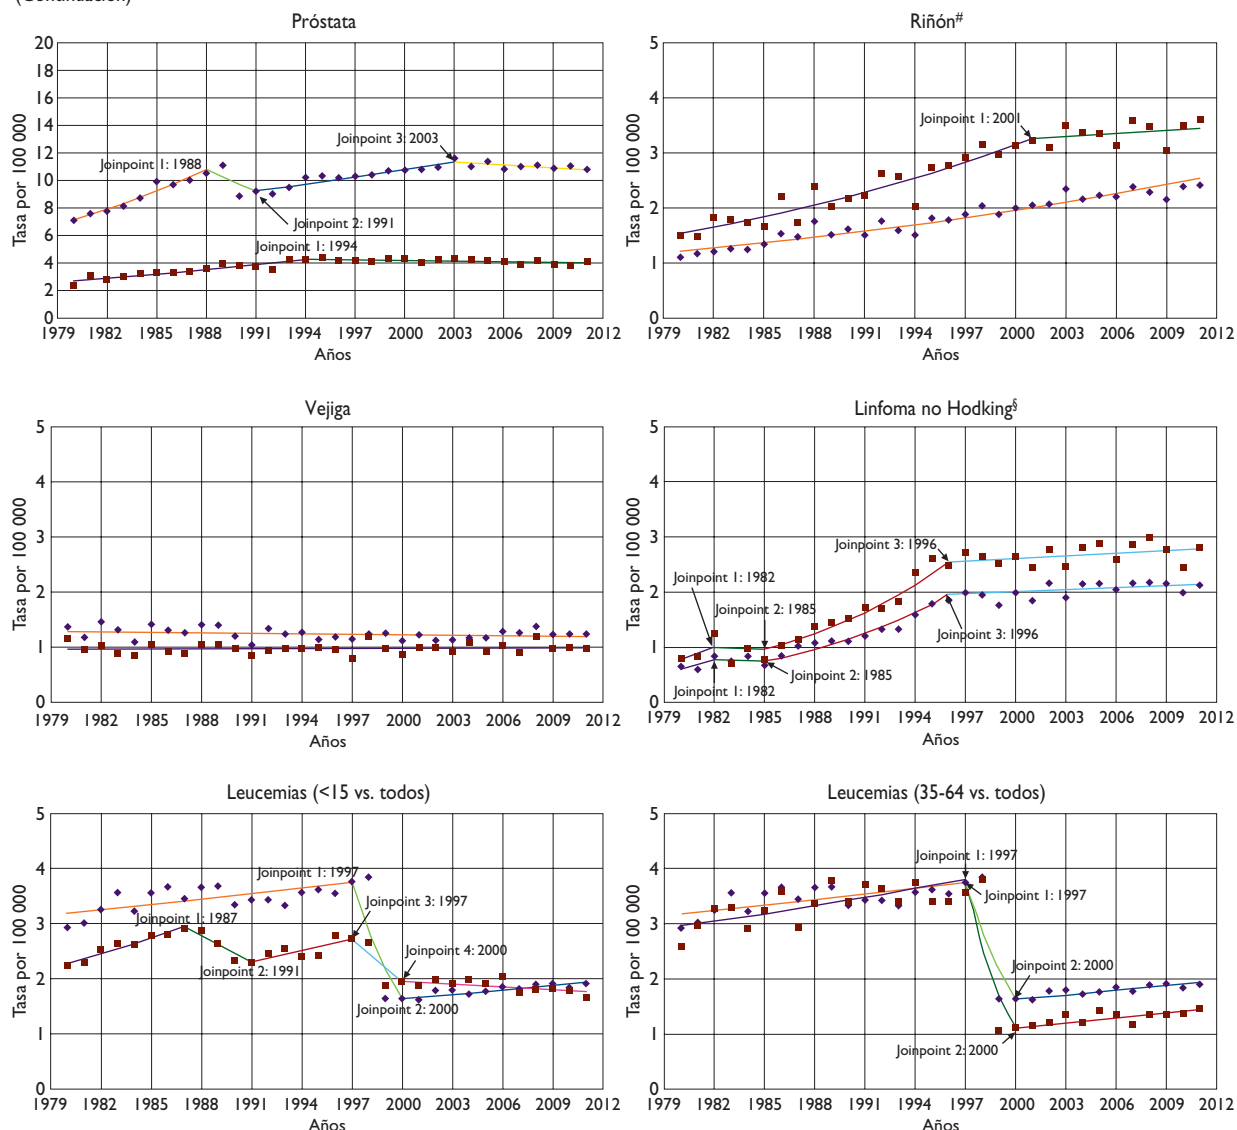 (Continuación)
Próstata
Tasa por 100 000
20
18
16
14
12
10
8
6
4
2
0
Joinpoint 1: 1988
Joinpoint 3: 2003
Joinpoint 2: 1991
Joinpoint 1: 1994
1979 1982 1985 1988 1991 1994 1997 2000 2003 2006 2009 2012
Años
Riñón#
Tasa por 100 000
5
4
3
2
1
0
Joinpoint 1: 2001
1979 1982 1985 1988 1991 1994 1997 2000 2003 2006 2009 2012
Años
Vejiga
Tasa por 100 000
5
4
3
2
1
0
1979 1982 1985 1988 1991 1994 1997 2000 2003 2006 2009 2012
Años
Linfoma no Hodking§
Tasa por 100 000
5
4
3
2
1
0
Joinpoint 3: 1996
Joinpoint 1: 1982
Joinpoint 2: 1985
Joinpoint 3: 1996
Joinpoint 2: 1985
Joinpoint 1: 1982
1979 1982 1985 1988 1991 1994 1997 2000 2003 2006 2009 2012
Años
Leucemias (<15 vs. todos)
Tasa por 100 000
5
4
3
2
1
0
Joinpoint 1: 1997
Joinpoint 1: 1987
Joinpoint 3: 1997
Joinpoint 2: 1991
Joinpoint 4: 2000
Joinpoint 2: 2000
1979 1982 1985 1988 1991 1994 1997 2000 2003 2006 2009 2012
Años
Leucemias (35-64 vs. todos)
Tasa por 100 000
5
4
3
2
1
0
Joinpoint 1: 1997
Joinpoint 1: 1997
Joinpoint 2: 2000
Joinpoint 2: 2000
1979 1982 1985 1988 1991 1994 1997 2000 2003 2006 2009 2012
Años